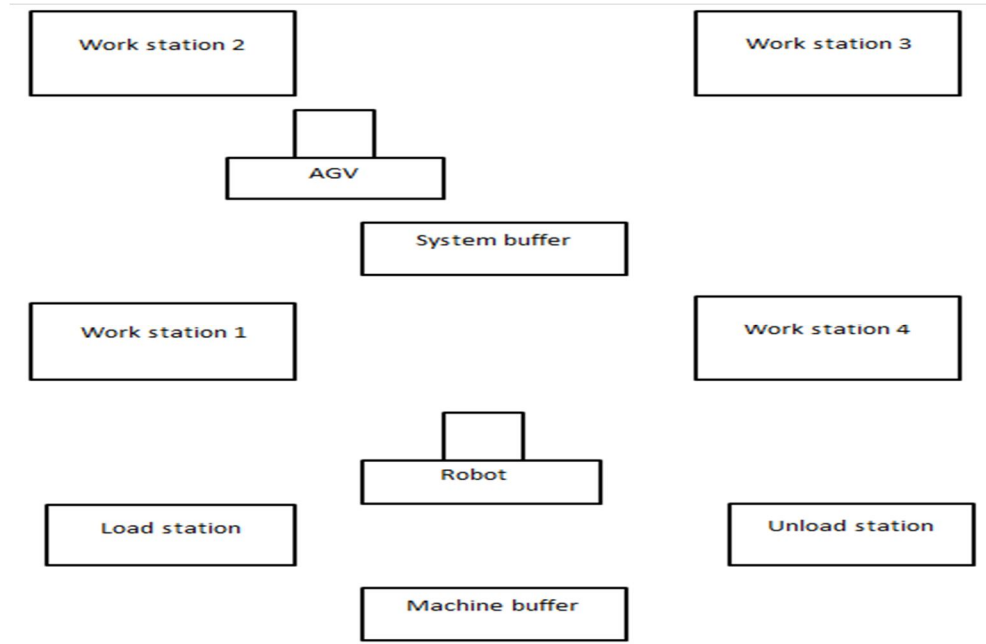 Work station 2
Work station 3
AGV
System buffer
Work station 1
Work station 4
Robot
Load station
Unload station
Machine buffer